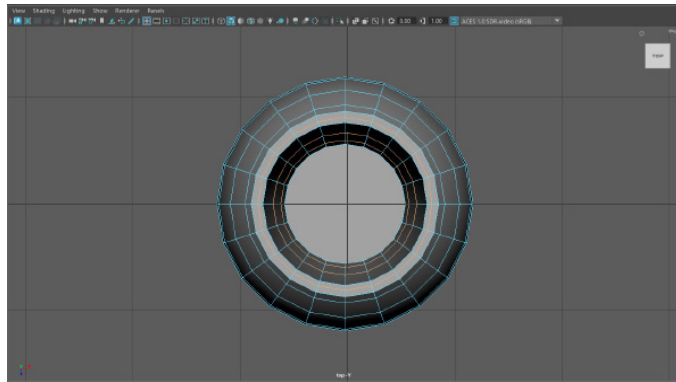 View Shading Lighting Show Renderer Panels
0.00 1.00 ACES 1.0 SDR-video (sRGB)
TOP
top -Y